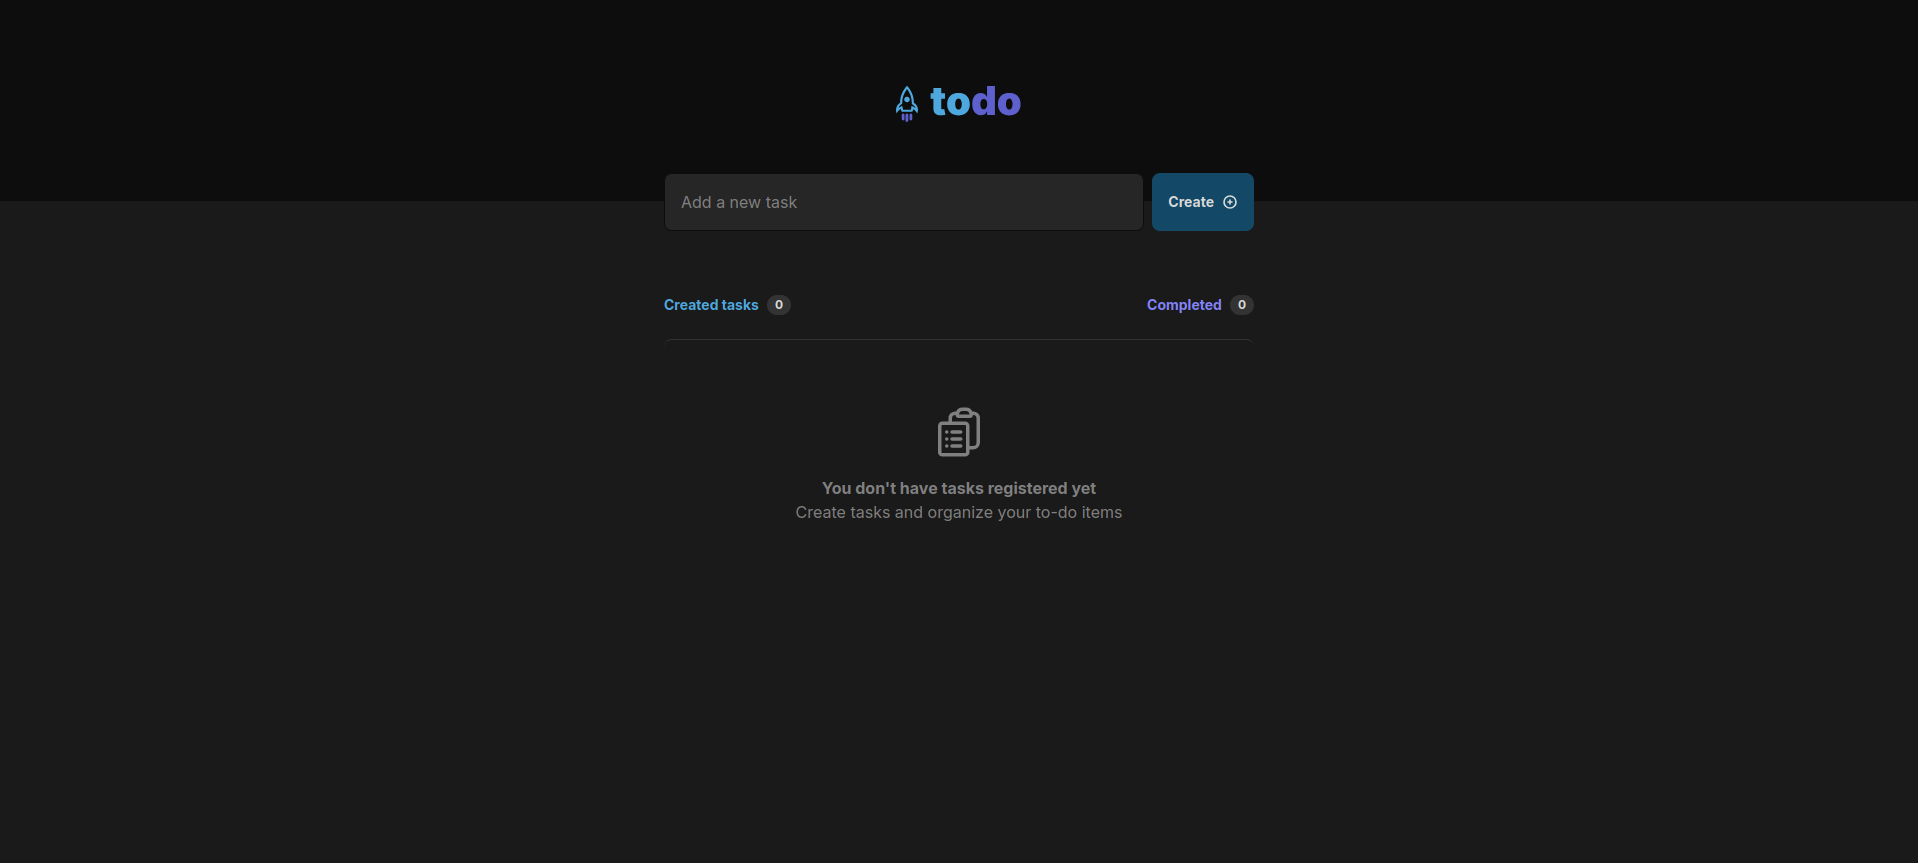 todo
Add a new task
Create
Created tasks 0
Completed 0
You don't have tasks registered yet
Create tasks and organize your to-do items